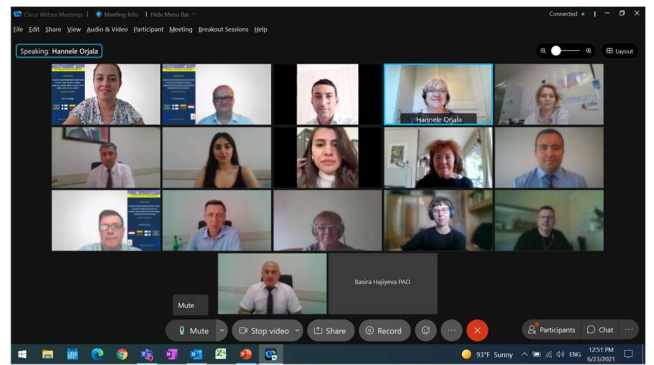 Cisco Webex Meetings
Meeting Info
Hide Menu Bar
Connected
File Edit Share View Audio & Video Participant Meeting Breakout Sessions Help
Speaking: Hannele Orjala
Layout
Hannele Orjala
Basira Hajiyeva PAO
Mute
Mute
Stop video
Share
Record
Participants
Chat
93°F Sunny
ENG
12:51 PM
6/23/2021